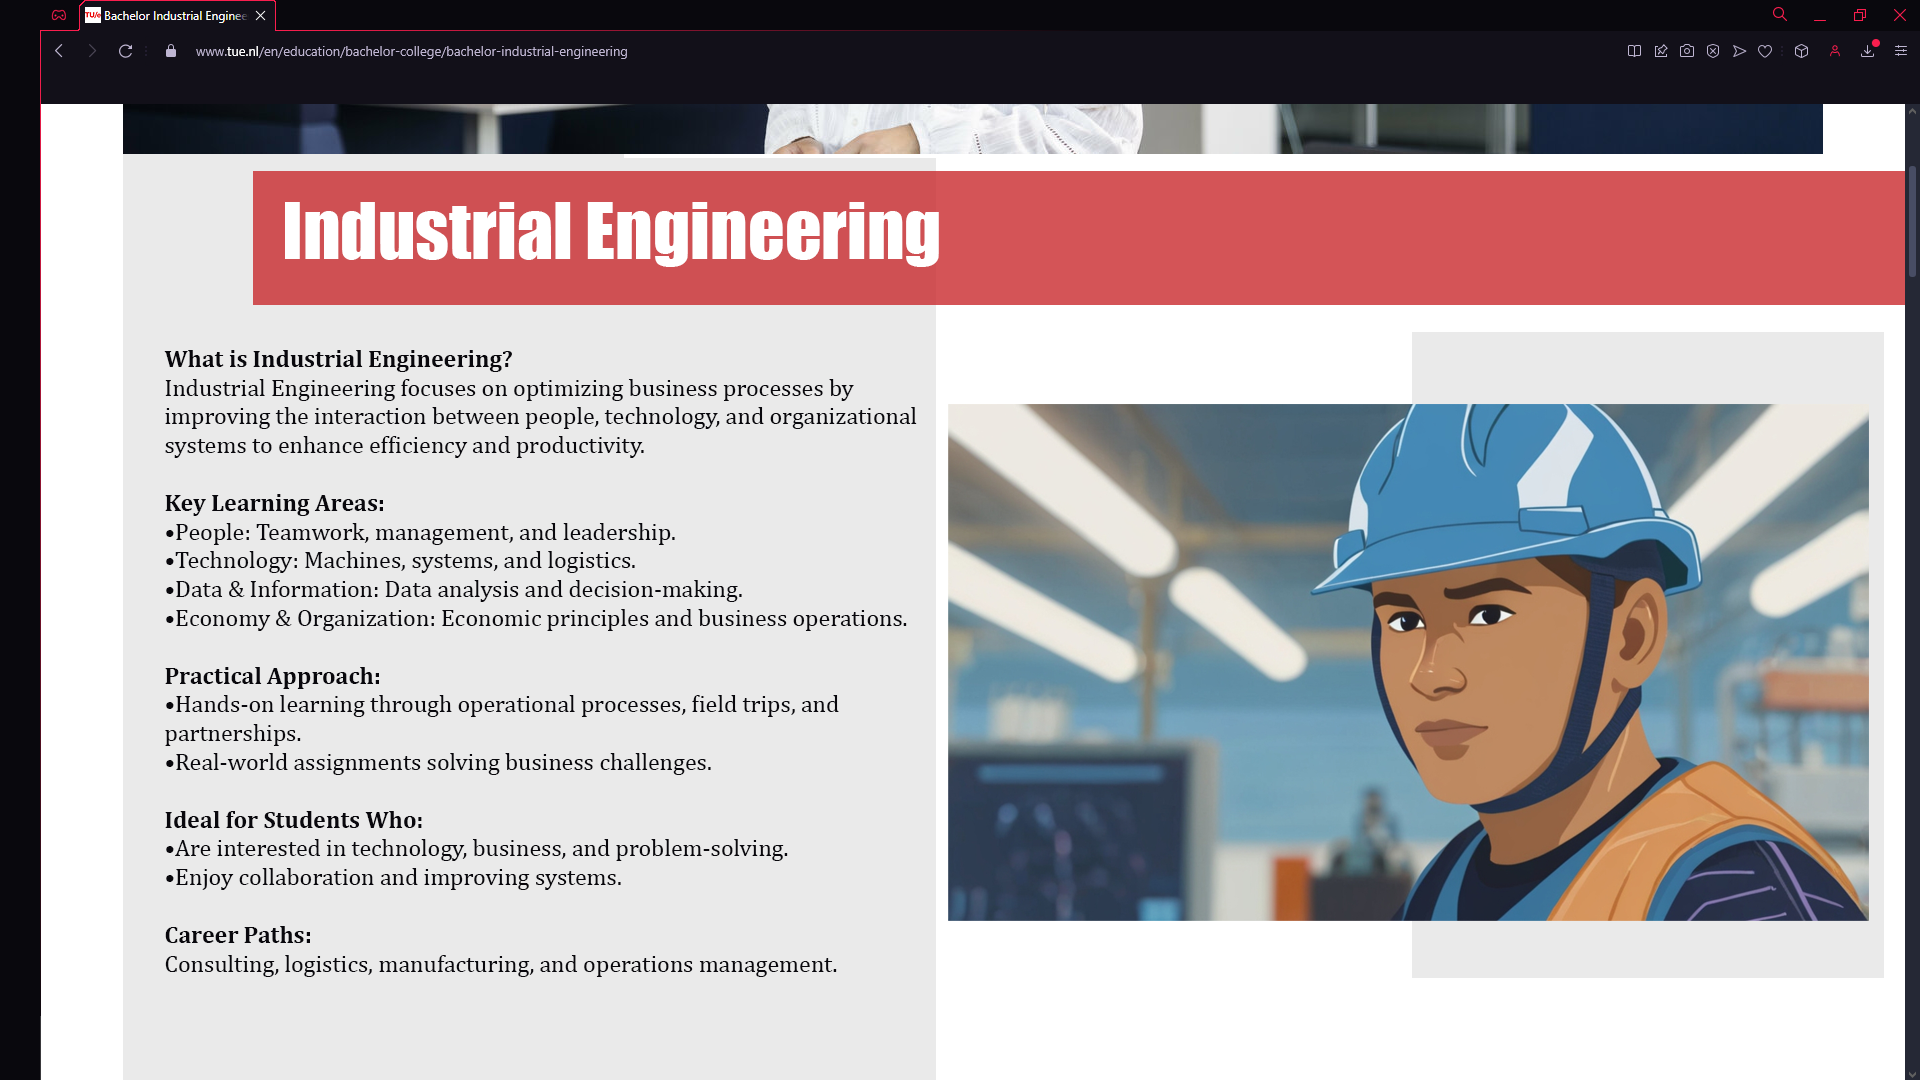 TU/e Bachelor Industrial Enginee
www.tue.nl/en/education/bachelor-college/bachelor-industrial-engineering
Industrial Engineering
What is Industrial Engineering?
Industrial Engineering focuses on optimizing business processes by
improving the interaction between people, technology, and organizational
systems to enhance efficiency and productivity.
Key Learning Areas:
•People: Teamwork, management, and leadership.
•Technology: Machines, systems, and logistics.
•Data & Information: Data analysis and decision-making.
•Economy & Organization: Economic principles and business operations.
Practical Approach:
•Hands-on learning through operational processes, field trips, and
partnerships.
•Real-world assignments solving business challenges.
Ideal for Students Who:
•Are interested in technology, business, and problem-solving.
•Enjoy collaboration and improving systems.
Career Paths:
Consulting, logistics, manufacturing, and operations management.